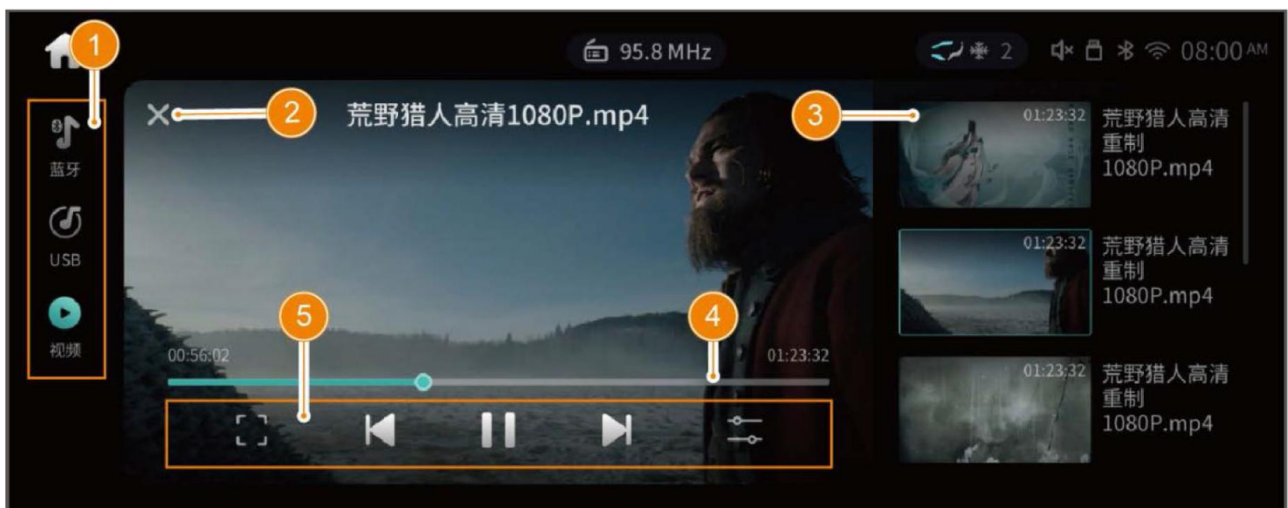 1
95.8 MHz
2
08:00 AM
蓝牙
USB
视频
2
荒野猎人高清1080P.mp4
5
4
00:56:02
01:23:32
3
01:23:32
荒野猎人高清
重制
1080P.mp4
01:23:32
荒野猎人高清
重制
1080P.mp4
01:23:32
荒野猎人高清
重制
1080P.mp4